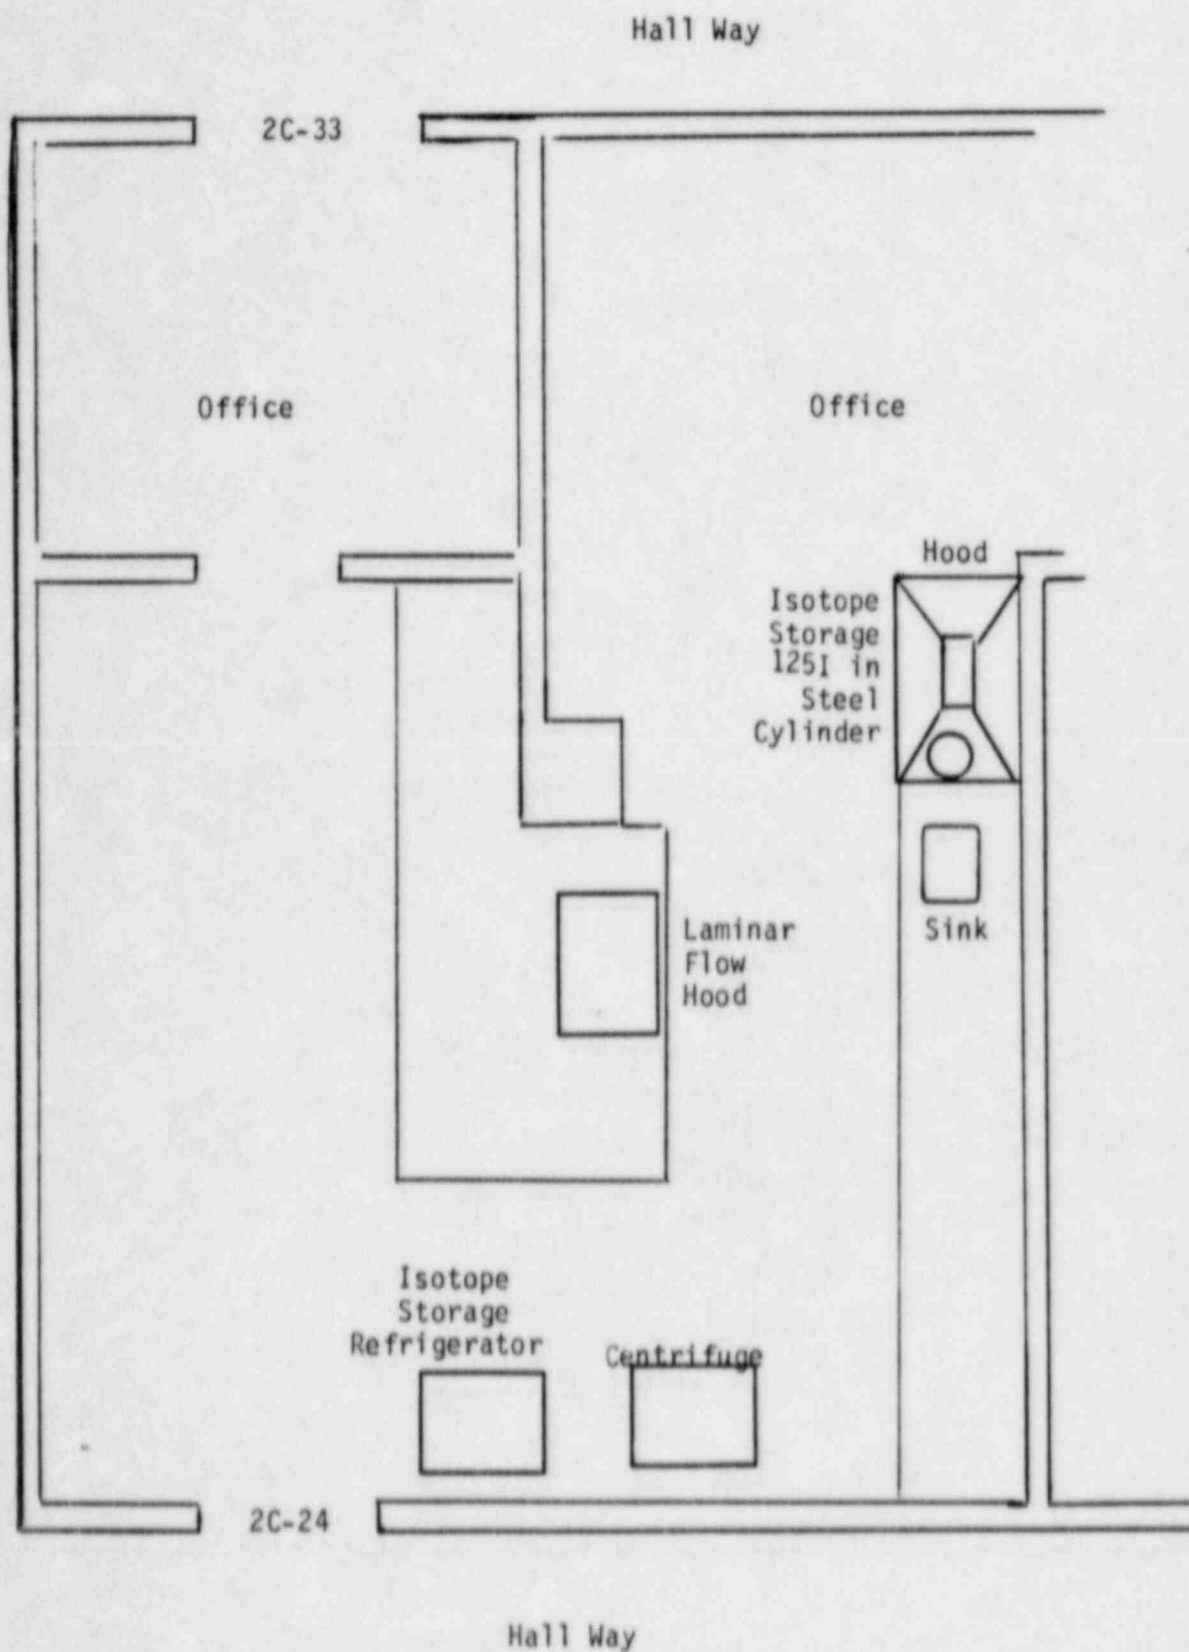 Hall Way
2C-33
Office
Office
Hood
Isotope
Storage
125I in
Steel
Cylinder
Sink
Laminar
Flow
Hood
Isotope
Storage
Refrigerator
Centrifuge
2C-24
Hall Way